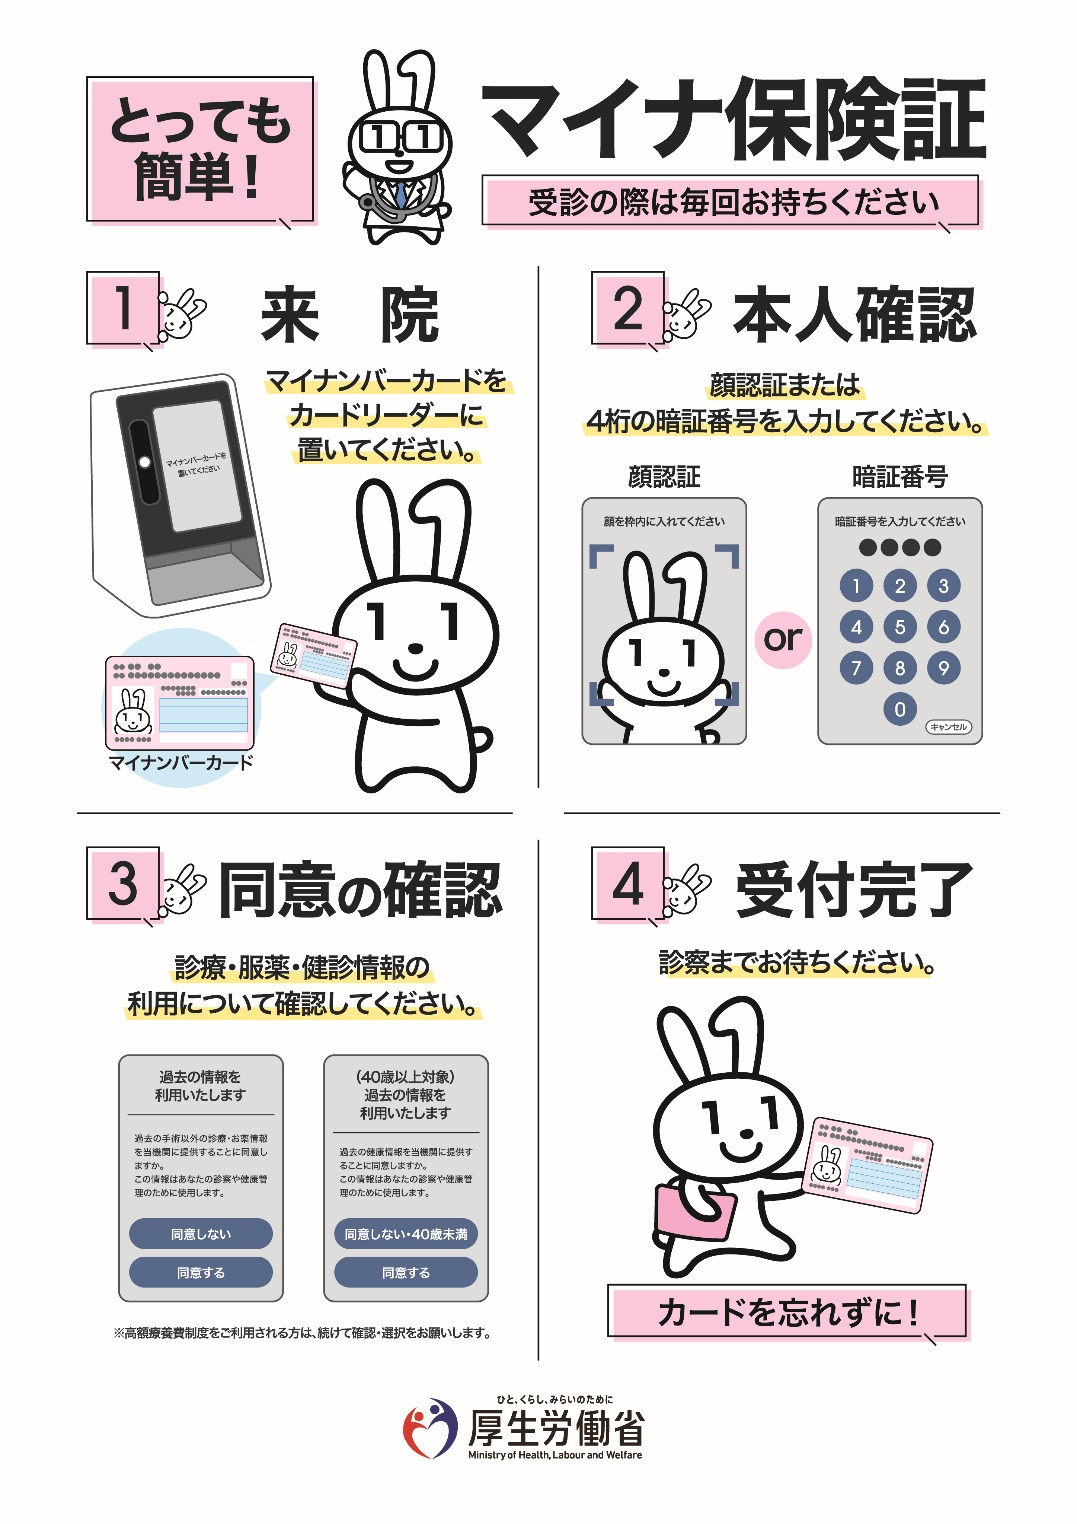 とっても
簡単！
マイナ保険証
受診の際は毎回お持ちください
1
来 院
マイナンバーカードを
カードリーダーに
置いてください。
マイナンバーカードを
置いてください
マイナンバーカード
2
本人確認
顔認証または
4桁の暗証番号を入力してください。
顔認証
顔を枠内に入れてください
or
暗証番号
暗証番号を入力してください
1 2 3
4 5 6
7 8 9
0
キャンセル
3
同意の確認
診療・服薬・健診情報の
利用について確認してください。
過去の情報を
利用いたします
過去の手術以外の診療・お薬情報
を当機関に提供することに同意し
ますか。
この情報はあなたの診察や健康管
理のために使用します。
同意しない
同意する
（40歳以上対象）
過去の情報を
利用いたします
過去の健康情報を当機関に提供す
ることに同意しますか。
この情報はあなたの診察や健康管
理のために使用します。
同意しない・40歳未満
同意する
※高額療養費制度をご利用される方は、続けて確認・選択をお願いします。
4
受付完了
診察までお待ちください。
カードを忘れずに！
ひと、くらし、みらいのために
厚生労働省
Ministry of Health, Labour and Welfare